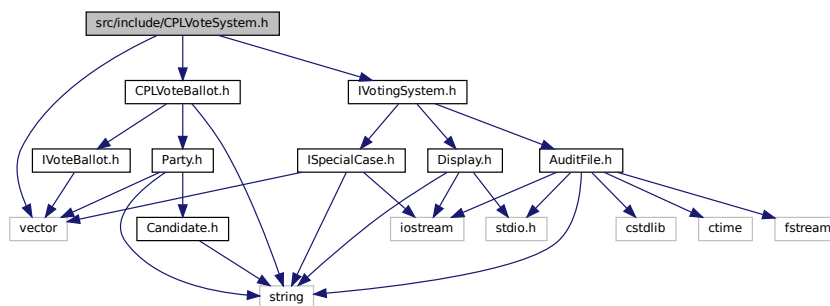 src/include/CPLVoteSystem.h
CPLVoteBallot.h
IVotingSystem.h
IVoteBallot.h
Party.h
ISpecialCase.h
Display.h
AuditFile.h
vector
Candidate.h
iostream
stdio.h
cstdlib
ctime
fstream
string